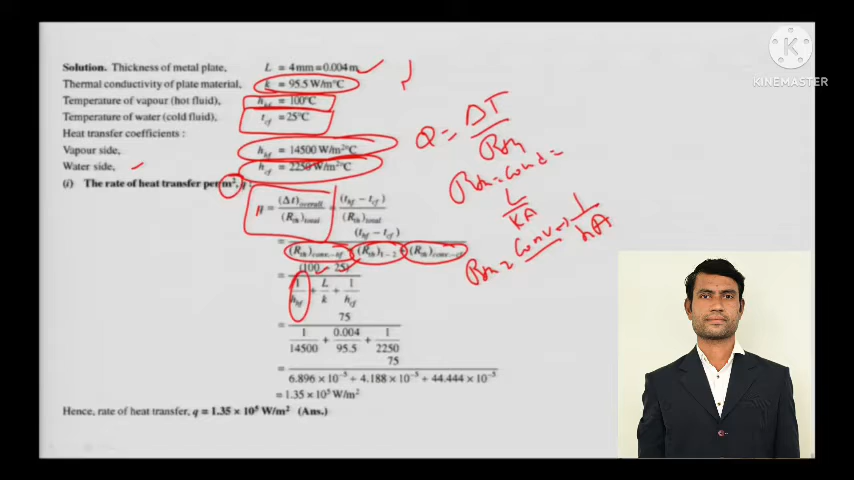 KINEMASTER
Solution. Thickness of metal plate, L = 4 mm = 0.004 m
Thermal conductivity of plate material, k = 95.5 W/m°C
Temperature of vapour (hot fluid), t_hf = 100°C
Temperature of water (cold fluid), t_cf = 25°C
Heat transfer coefficients :
Vapour side, h_hf = 14500 W/m²°C
Water side, h_cf = 2250 W/m²°C
(i) The rate of heat transfer per m², q :
q = (Δt)overall / (R_th)total = (t_hf – t_cf) / (R_th)total
= (t_hf – t_cf) / (R_th)conv.–hf + (R_th)1–2 + (R_th)conv.–cf
= (100 – 25) / 1/h_hf + L/k + 1/h_cf
= 75 / 1/14500 + 0.004/95.5 + 1/2250
= 75 / 6.896 × 10⁻⁵ + 4.188 × 10⁻⁵ + 44.444 × 10⁻⁵
= 1.35 × 10⁵ W/m²
Hence, rate of heat transfer, q = 1.35 × 10⁵ W/m² (Ans.)
Q = ΔT / Rth
Rth = cond =
L / KA
Rth = conv → 1 / hA